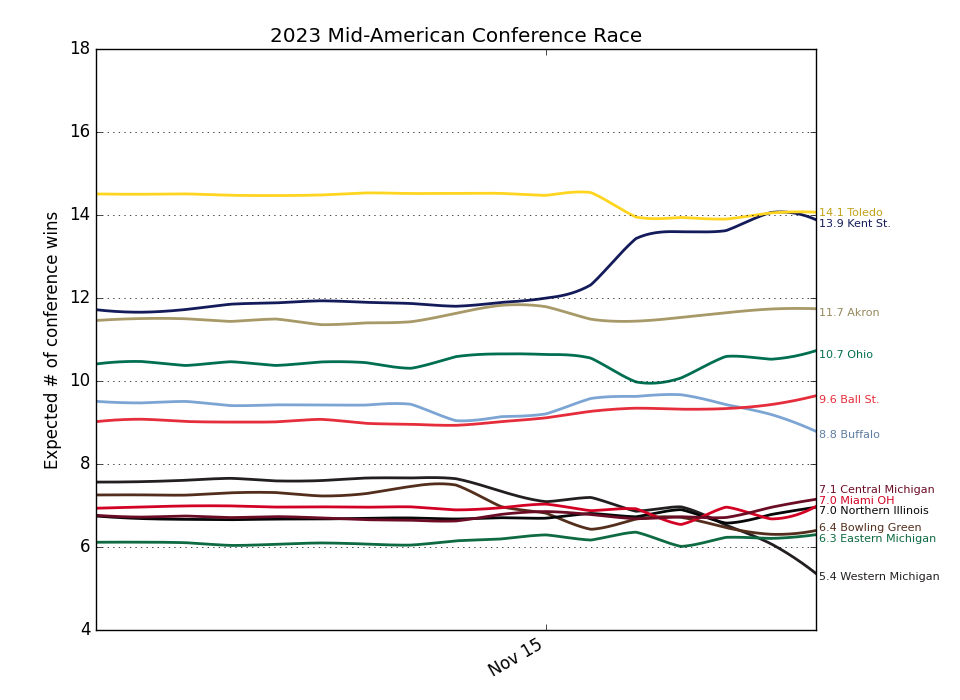 2023 Mid-American Conference Race
Expected # of conference wins
18
16
14
12
10
8
6
4
Nov 15
14.1 Toledo
13.9 Kent St.
11.7 Akron
10.7 Ohio
9.6 Ball St.
8.8 Buffalo
7.1 Central Michigan
7.0 Miami OH
7.0 Northern Illinois
6.4 Bowling Green
6.3 Eastern Michigan
5.4 Western Michigan